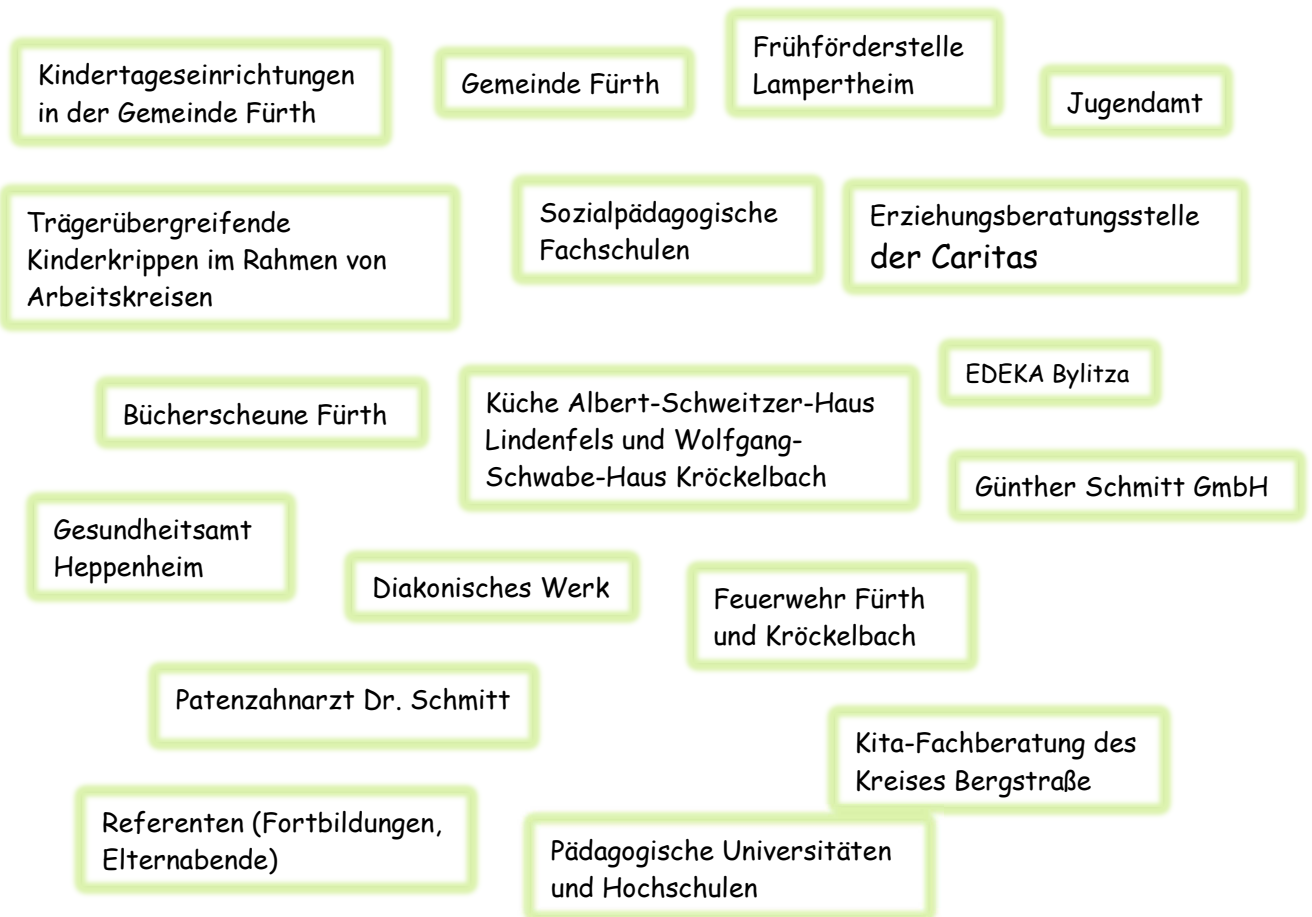 Kindertageseinrichtungen
in der Gemeinde Fürth
Gemeinde Fürth
Frühförderstelle
Lampertheim
Jugendamt
Trägerübergreifende
Kinderkrippen im Rahmen von
Arbeitskreisen
Sozialpädagogische
Fachschulen
Erziehungsberatungsstelle
der Caritas
Bücherscheune Fürth
Küche Albert-Schweitzer-Haus
Lindenfels und Wolfgang-
Schwabe-Haus Kröckelbach
EDEKA Bylitza
Günther Schmitt GmbH
Gesundheitsamt
Heppenheim
Diakonisches Werk
Feuerwehr Fürth
und Kröckelbach
Patenzahnarzt Dr. Schmitt
Kita-Fachberatung des
Kreises Bergstraße
Referenten (Fortbildungen,
Elternabende)
Pädagogische Universitäten
und Hochschulen